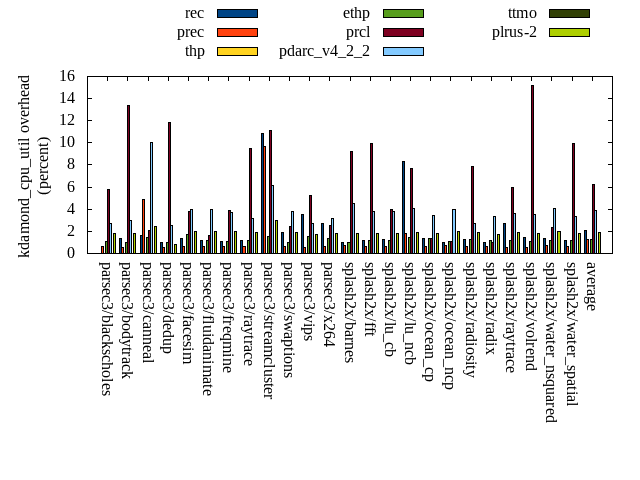 rec
prec
thp
ethp
prcl
pdarc_v4_2_2
ttmo
plrus-2
kdamond_cpu_util overhead
(percent)
16
14
12
10
8
6
4
2
0
parsec3/blackscholes
parsec3/bodytrack
parsec3/canneal
parsec3/dedup
parsec3/facesim
parsec3/fluidanimate
parsec3/freqmine
parsec3/raytrace
parsec3/streamcluster
parsec3/swaptions
parsec3/vips
parsec3/x264
splash2x/barnes
splash2x/fft
splash2x/lu_cb
splash2x/lu_ncb
splash2x/ocean_cp
splash2x/ocean_ncp
splash2x/radiosity
splash2x/radix
splash2x/raytrace
splash2x/volrend
splash2x/water_nsquared
splash2x/water_spatial
average